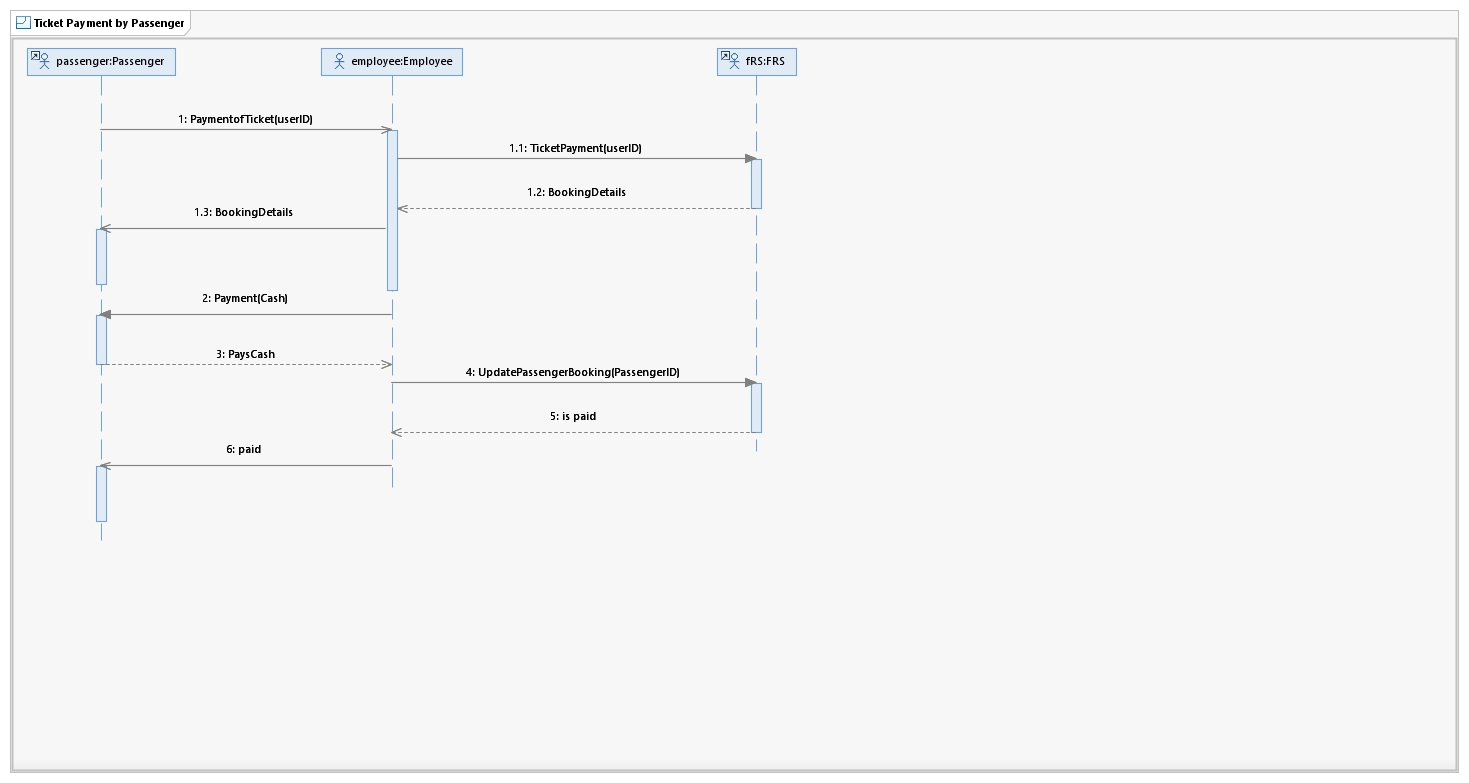 Ticket Payment by Passenger
passenger:Passenger
employee:Employee
fRS:FRS
1: PaymentofTicket(userID)
1.1: TicketPayment(userID)
1.2: BookingDetails
1.3: BookingDetails
2: Payment(Cash)
3: PaysCash
4: UpdatePassengerBooking(PassengerID)
5: is paid
6: paid